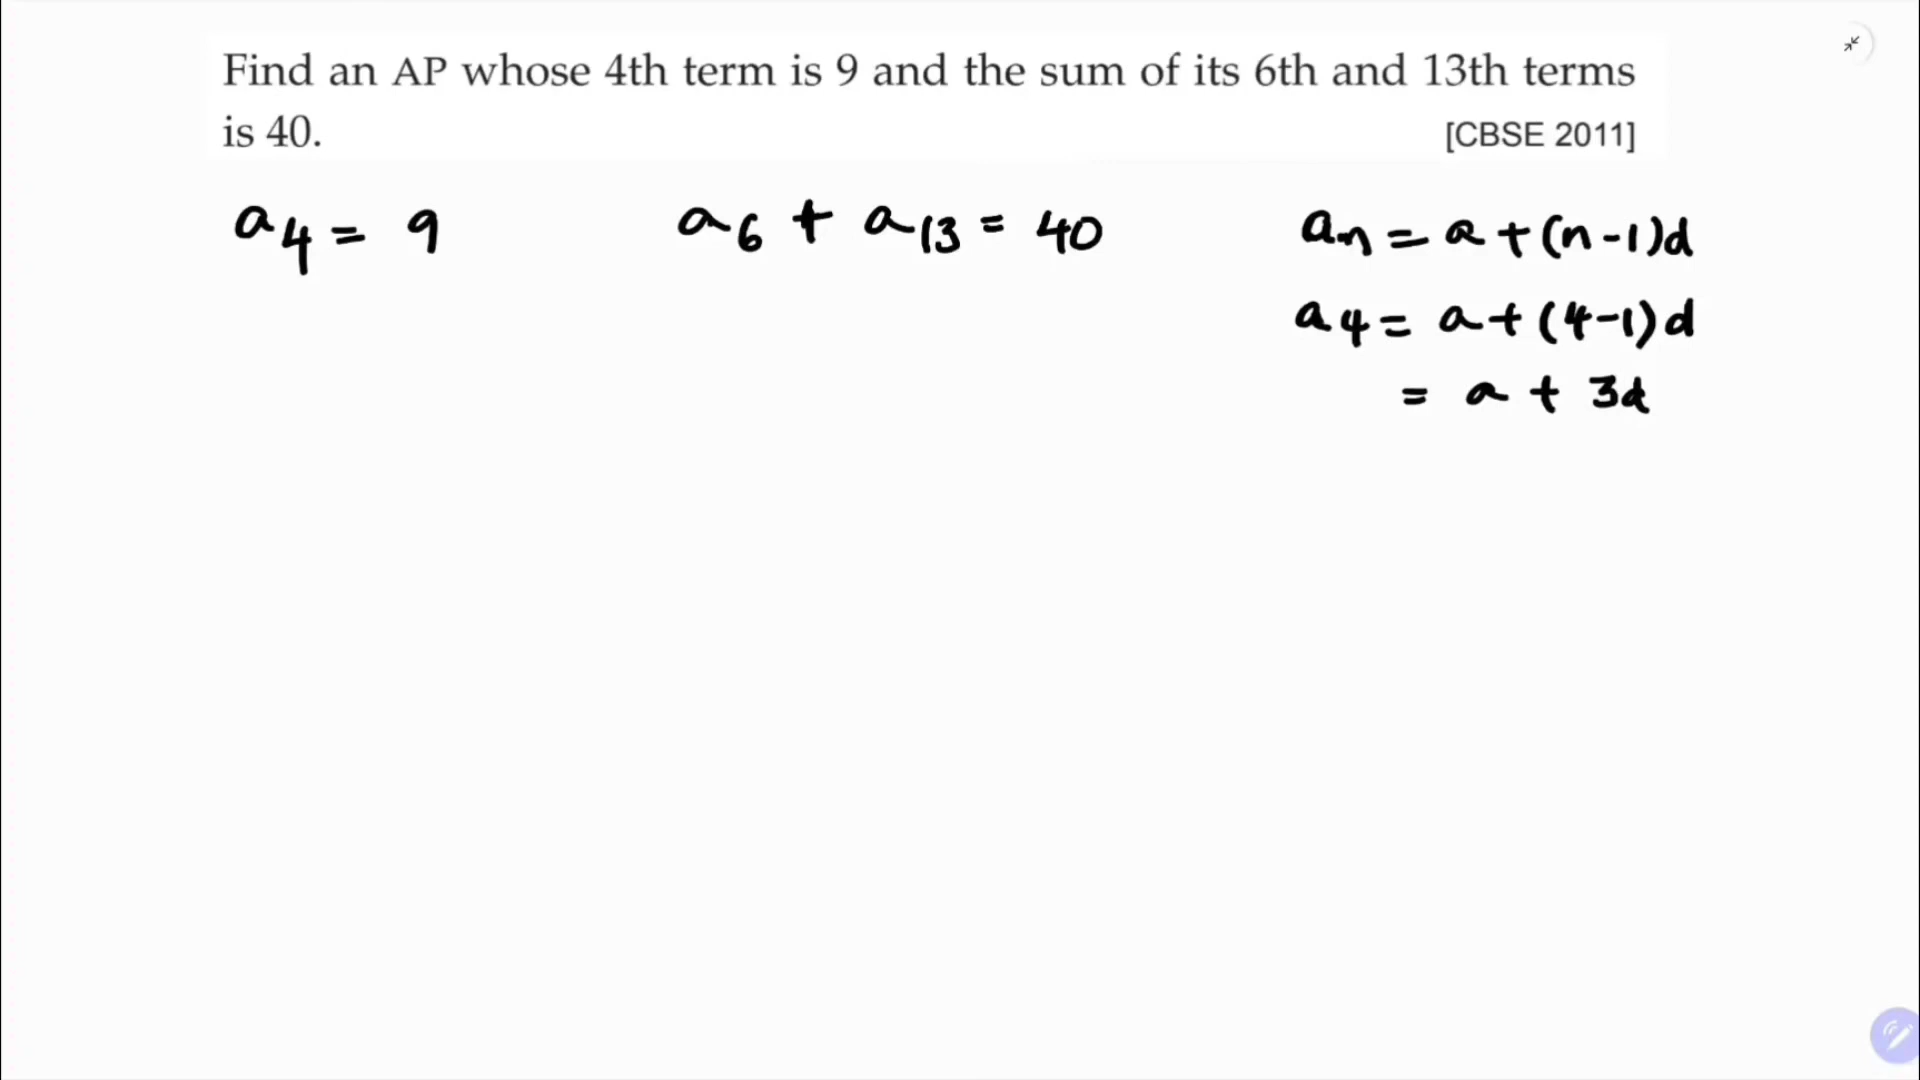 Find an AP whose 4th term is 9 and the sum of its 6th and 13th terms
is 40. [CBSE 2011]
a₄ = 9 a₆ + a₁₃ = 40 aₙ = a + (n - 1)d
a₄ = a + (4 - 1)d
= a + 3d